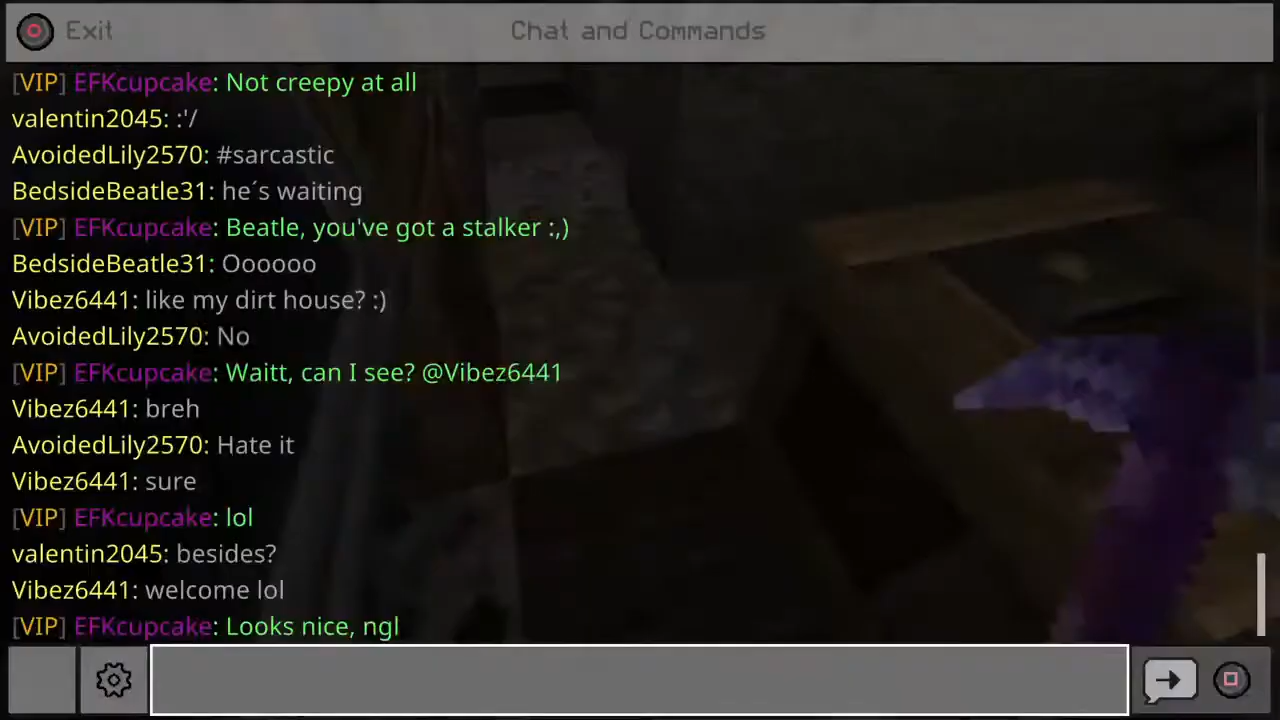 Exit
Chat and Commands
[VIP] EFKcupcake: Not creepy at all
valentin2045: :'/
AvoidedLily2570: #sarcastic
BedsideBeatle31: he´s waiting
[VIP] EFKcupcake: Beatle, you've got a stalker :,)
BedsideBeatle31: Oooooo
Vibez6441: like my dirt house? :)
AvoidedLily2570: No
[VIP] EFKcupcake: Waitt, can I see? @Vibez6441
Vibez6441: breh
AvoidedLily2570: Hate it
Vibez6441: sure
[VIP] EFKcupcake: lol
valentin2045: besides?
Vibez6441: welcome lol
[VIP] EFKcupcake: Looks nice, ngl